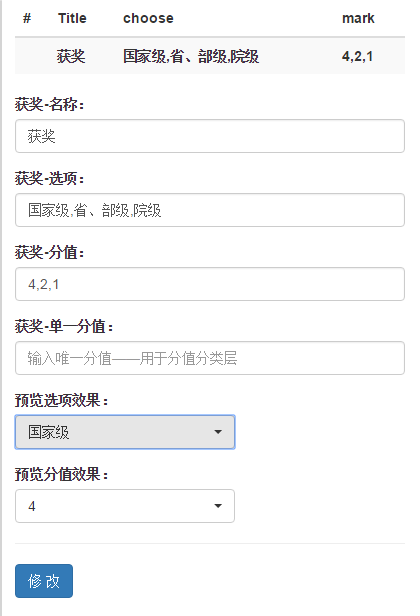 # Title choose mark
获奖 国家级,省、部级,院级 4,2,1
获奖-名称：
获奖
获奖-选项：
国家级,省、部级,院级
获奖-分值：
4,2,1
获奖-单一分值：
输入唯一分值——用于分值分类层
预览选项效果：
国家级
预览分值效果：
4
修 改